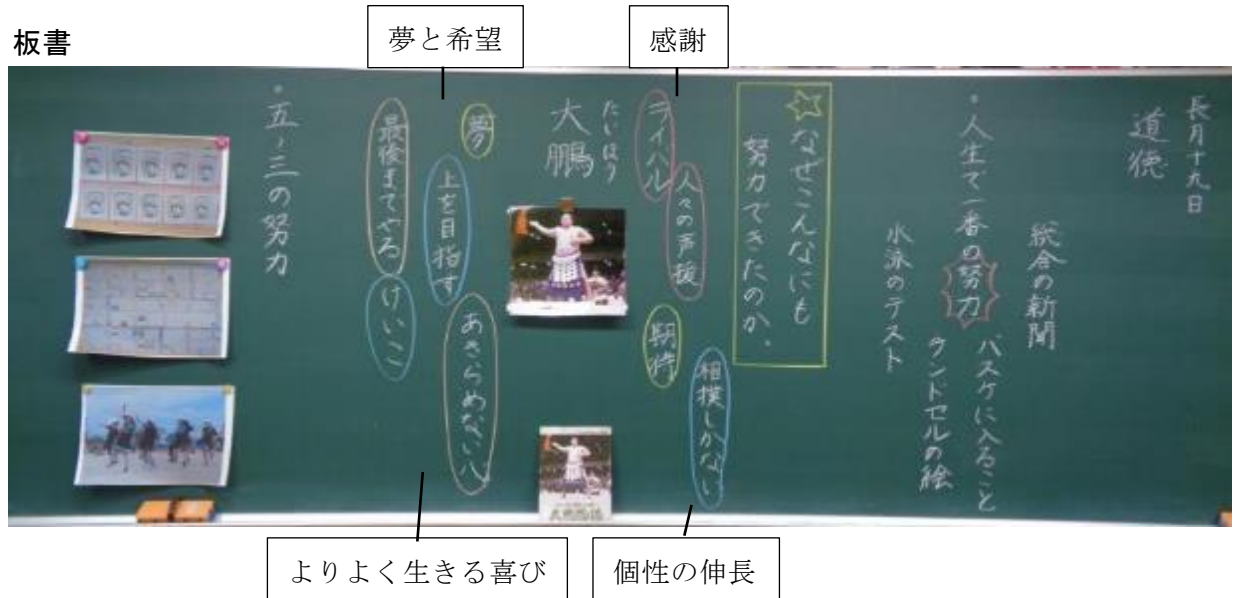 板書
夢と希望
感謝
長月十九日
道徳
・人生で一番の努力
総合の新聞
バスケに入ること
ランドセルの絵
水泳のテスト
☆なぜこんなにも
努力できたのか。
ライバル
人々の声援
期待
相撲しかない
たいほう
大鵬
夢
上を目指す
あきらめない心
最後までやる
けいこ
・五ノ三の努力
よりよく生きる喜び
個性の伸長